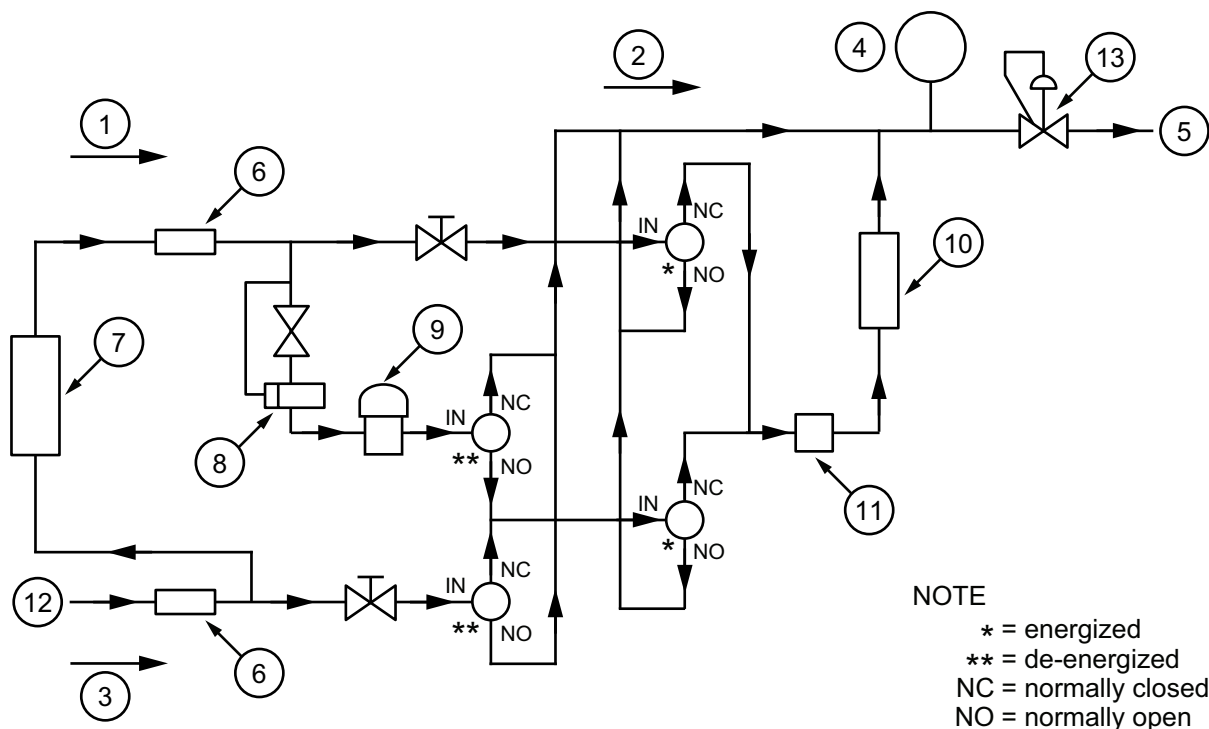 2
4
13
5
1
6
NC
IN
*
NO
10
7
9
NC
IN
**
NO
8
NC
IN
*
NO
11
NC
IN
**
NO
12
6
3
NOTE
* = energized
** = de-energized
NC = normally closed
NO = normally open